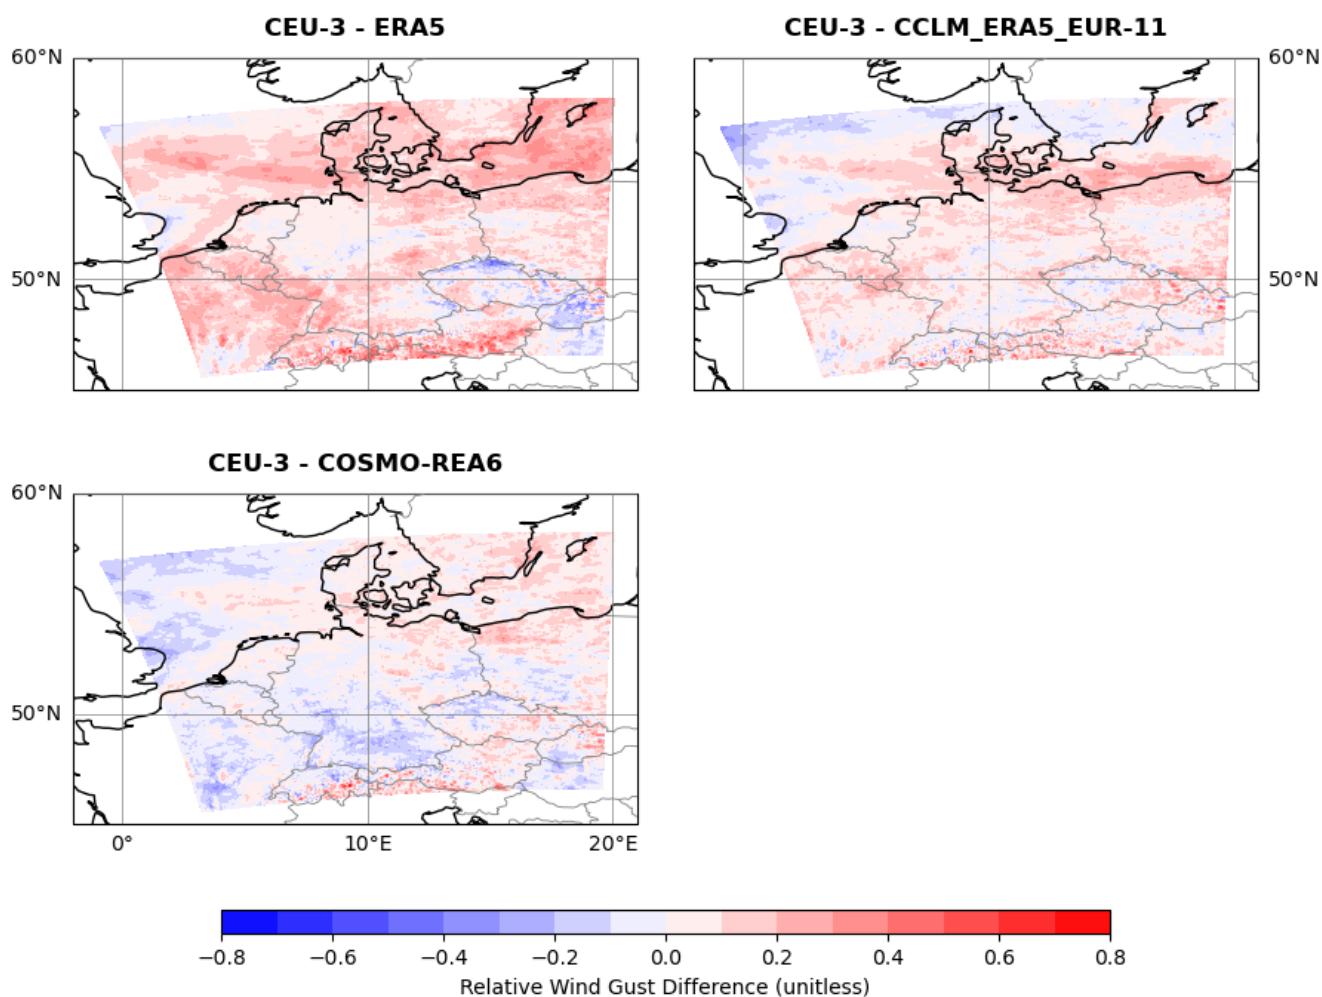 CEU-3 - ERA5
CEU-3 - CCLM_ERA5_EUR-11
60°N
60°N
50°N
50°N
CEU-3 - COSMO-REA6
60°N
50°N
0°
10°E
20°E
−0.8
−0.6
−0.4
−0.2
0.0
0.2
0.4
0.6
0.8
Relative Wind Gust Difference (unitless)